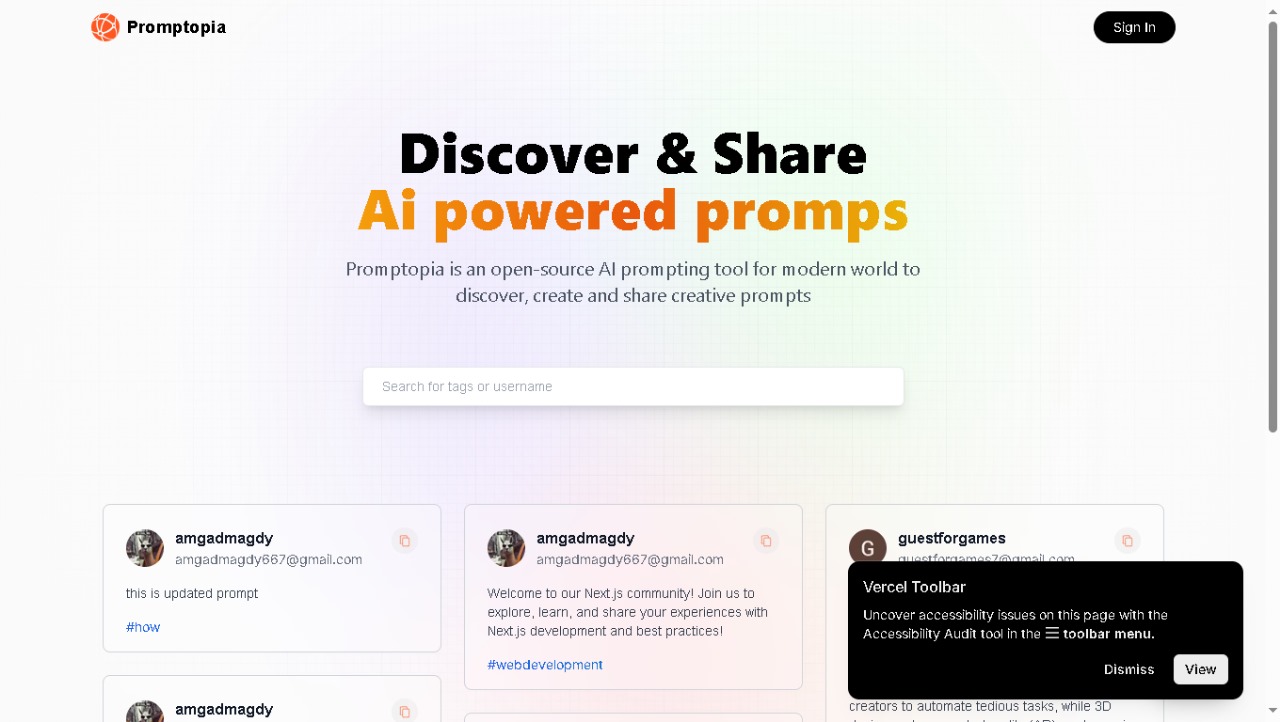 Promptopia
Sign In
Discover & Share
Ai powered promps
Promptopia is an open-source AI prompting tool for modern world to
discover, create and share creative prompts
Search for tags or username
amgadmagdy
amgadmagdy667@gmail.com
this is updated prompt
#how
amgadmagdy
amgadmagdy
amgadmagdy667@gmail.com
Welcome to our Next.js community! Join us to
explore, learn, and share your experiences with
Next.js development and best practices!
#webdevelopment
G
guestforgames
guestforgames7@gmail.com
Vercel Toolbar
Uncover accessibility issues on this page with the
Accessibility Audit tool in the ☰ toolbar menu.
Dismiss
View
creators to automate tedious tasks, while 3D